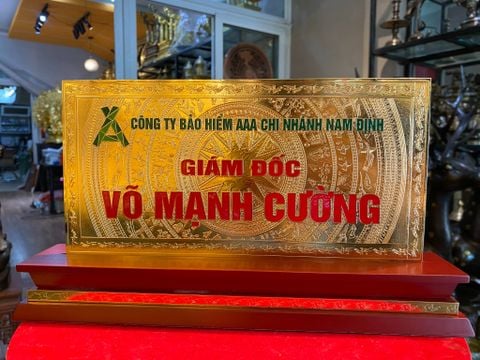 CÔNG TY BẢO HIỂM AAA CHI NHÁNH NAM ĐỊNH
GIÁM ĐỐC
VÕ MẠNH CƯỜNG